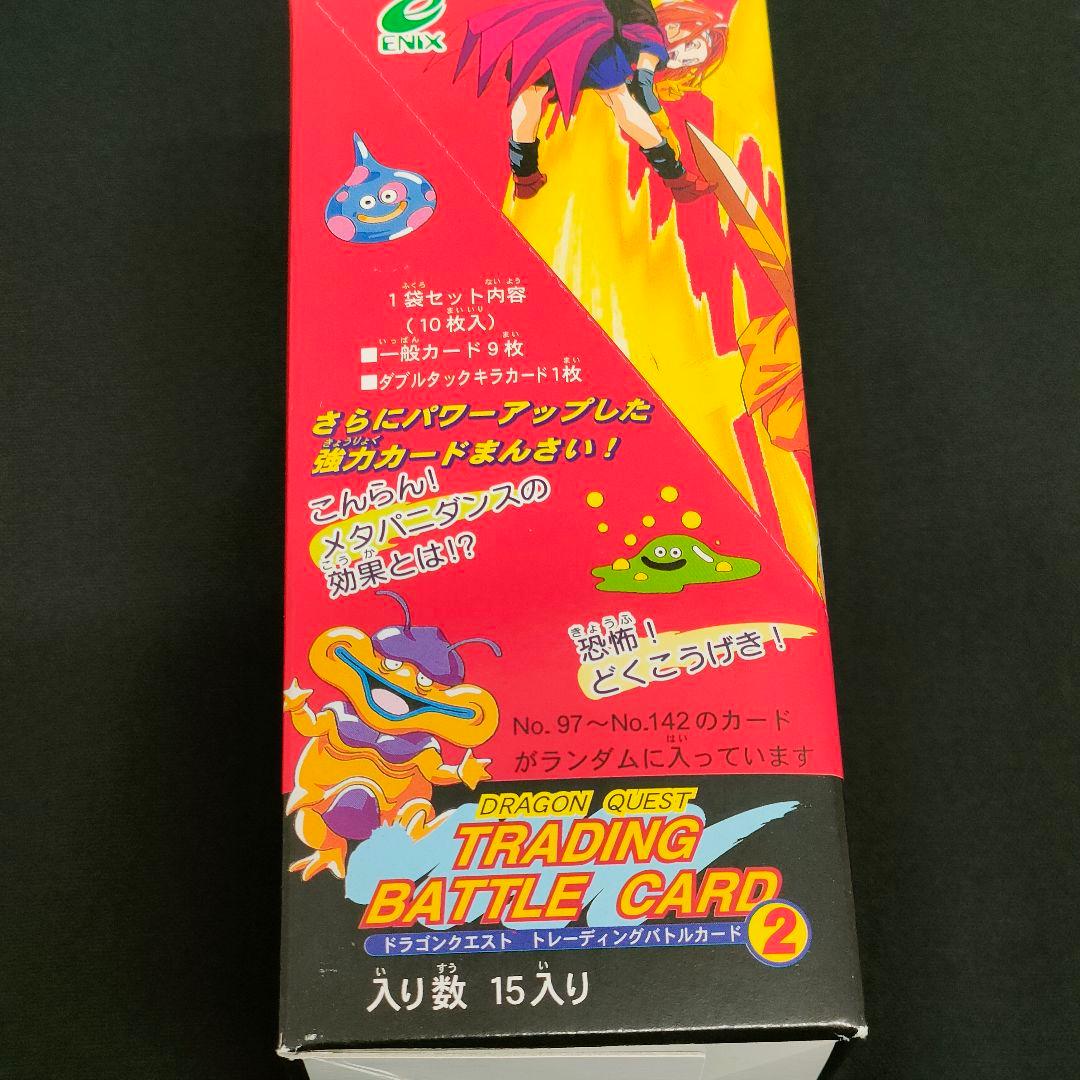 ENIX
1袋セット内容
(10枚入)
■一般カード9枚
■ダブルタックキラカード1枚
さらにパワーアップした
強力カードまんさい!
こんらん!
メタパニダンスの
効果とは!?
恐怖!
どくこうげき!
No.97〜No.142のカード
がランダムに入っています
DRAGON QUEST
TRADING
BATTLE CARD
ドラゴンクエスト トレーディングバトルカード 2
入り数 15入り